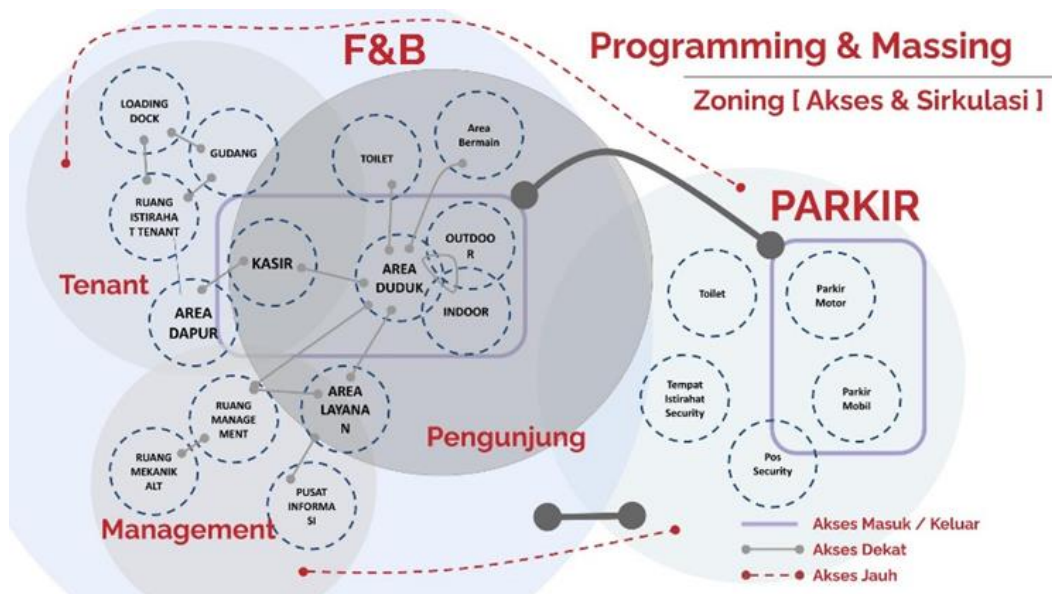 F&B
Programming & Massing
Zoning [ Akses & Sirkulasi ]
LOADING
DOCK
GUDANG
TOILET
Area
Bermain
RUANG
ISTIRAHA
T TENANT
Tenant
KASIR
AREA
DUDUK
OUTDOO
R
INDOOR
AREA
DAPUR
PARKIR
Toilet
Parkir
Motor
Tempat
Istirahat
Security
Parkir
Mobil
Pos
Security
RUANG
MANAGE
MENT
AREA
LAYANA
N
Pengunjung
RUANG
MEKANIK
ALT
PUSAT
INFORMA
SI
Management
Akses Masuk / Keluar
Akses Dekat
Akses Jauh